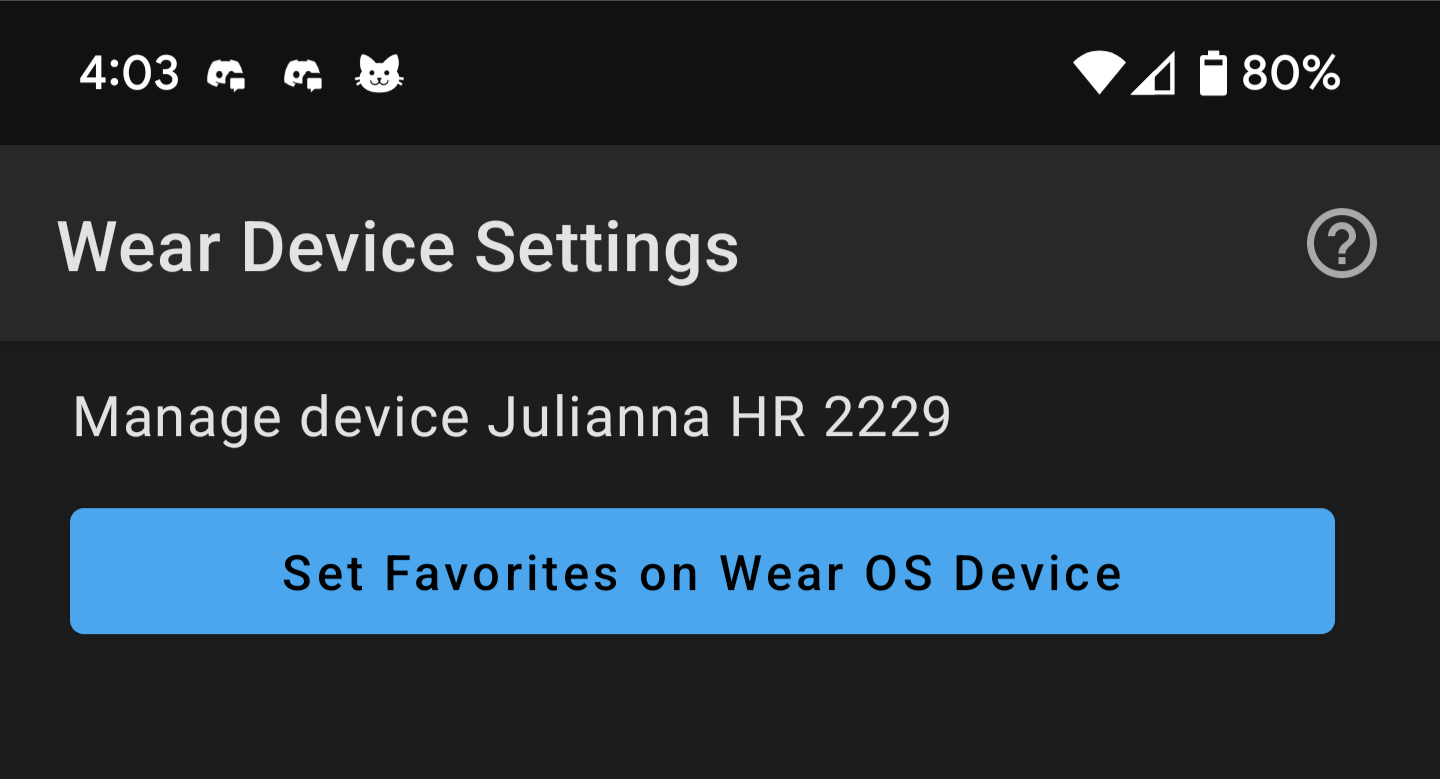 4:03 80%
Wear Device Settings
Manage device Julianna HR 2229
Set Favorites on Wear OS Device